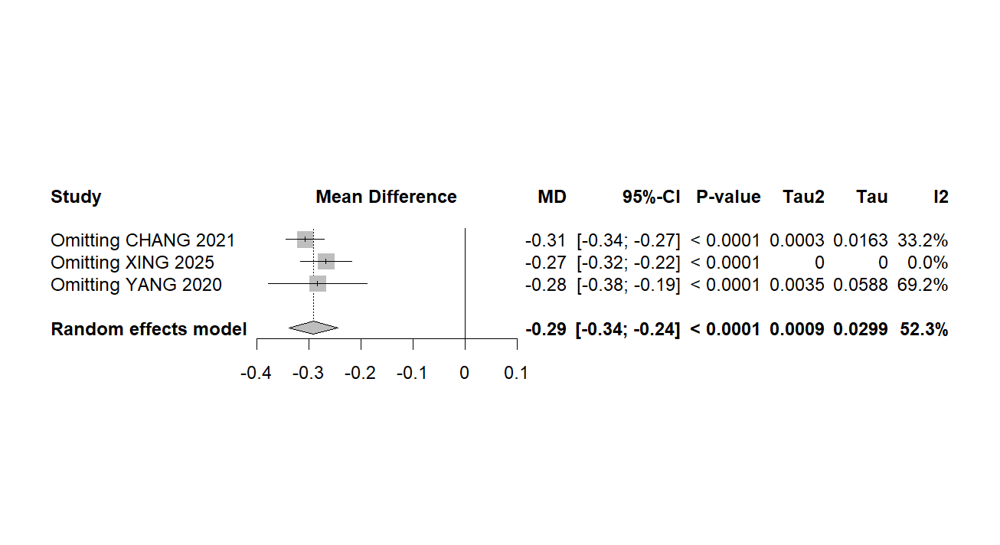 Study Mean Difference MD 95%-CI P-value Tau2 Tau I2
Omitting CHANG 2021 -0.31 [-0.34; -0.27] < 0.0001 0.0003 0.0163 33.2%
Omitting XING 2025 -0.27 [-0.32; -0.22] < 0.0001 0 0 0.0%
Omitting YANG 2020 -0.28 [-0.38; -0.19] < 0.0001 0.0035 0.0588 69.2%
Random effects model -0.29 [-0.34; -0.24] < 0.0001 0.0009 0.0299 52.3%
-0.4 -0.3 -0.2 -0.1 0 0.1